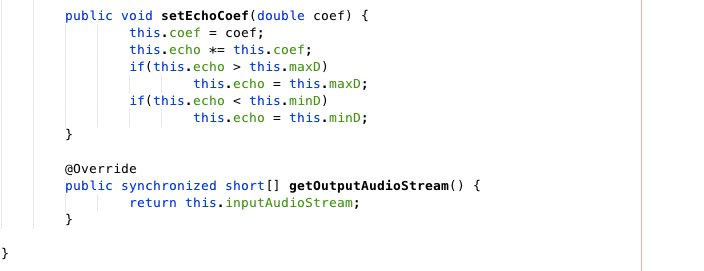 public void setEchoCoef(double coef) {
this.coef = coef;
this.echo *= this.coef;
if(this.echo > this.maxD)
this.echo = this.maxD;
if(this.echo < this.minD)
this.echo = this.minD;
}
@Override
public synchronized short[] getOutputAudioStream() {
return this.inputAudioStream;
}
}